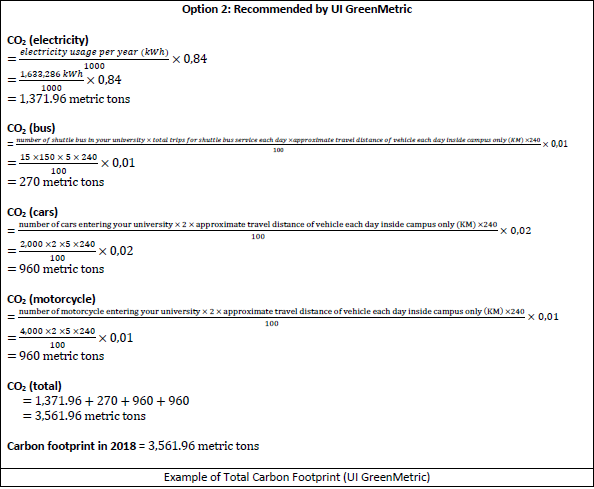 Option 2: Recommended by UI GreenMetric
CO₂ (electricity)
= electricity usage per year (kWh) / 1000 × 0,84
= 1,633,286 kWh / 1000 × 0,84
= 1,371.96 metric tons
CO₂ (bus)
= number of shuttle bus in your university × total trips for shuttle bus service each day ×approximate travel distance of vehicle each day inside campus only (KM) ×240 / 100 × 0,01
= 15 ×150 × 5 × 240 / 100 × 0,01
= 270 metric tons
CO₂ (cars)
= number of cars entering your university × 2 × approximate travel distance of vehicle each day inside campus only (KM) ×240 / 100 × 0,02
= 2,000 ×2 ×5 ×240 / 100 × 0,02
= 960 metric tons
CO₂ (motorcycle)
= number of motorcycle entering your university × 2 × approximate travel distance of vehicle each day inside campus only (KM) ×240 / 100 × 0,01
= 4,000 ×2 ×5 ×240 / 100 × 0,01
= 960 metric tons
CO₂ (total)
= 1,371.96 + 270 + 960 + 960
= 3,561.96 metric tons
Carbon footprint in 2018 = 3,561.96 metric tons
Example of Total Carbon Footprint (UI GreenMetric)